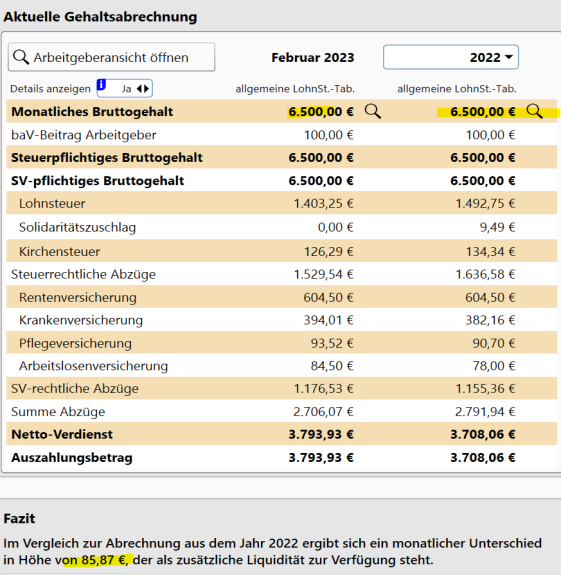 Aktuelle Gehaltsabrechnung
Arbeitgeberansicht öffnen Februar 2023 2022
Details anzeigen i Ja allgemeine LohnSt.-Tab. allgemeine LohnSt.-Tab.
Monatliches Bruttogehalt 6.500,00 € 6.500,00 €
baV-Beitrag Arbeitgeber 100,00 € 100,00 €
Steuerpflichtiges Bruttogehalt 6.500,00 € 6.500,00 €
SV-pflichtiges Bruttogehalt 6.500,00 € 6.500,00 €
Lohnsteuer 1.403,25 € 1.492,75 €
Solidaritätszuschlag 0,00 € 9,49 €
Kirchensteuer 126,29 € 134,34 €
Steuerrechtliche Abzüge 1.529,54 € 1.636,58 €
Rentenversicherung 604,50 € 604,50 €
Krankenversicherung 394,01 € 382,16 €
Pflegeversicherung 93,52 € 90,70 €
Arbeitslosenversicherung 84,50 € 78,00 €
SV-rechtliche Abzüge 1.176,53 € 1.155,36 €
Summe Abzüge 2.706,07 € 2.791,94 €
Netto-Verdienst 3.793,93 € 3.708,06 €
Auszahlungsbetrag 3.793,93 € 3.708,06 €
Fazit
Im Vergleich zur Abrechnung aus dem Jahr 2022 ergibt sich ein monatlicher Unterschied
in Höhe von 85,87 €, der als zusätzliche Liquidität zur Verfügung steht.